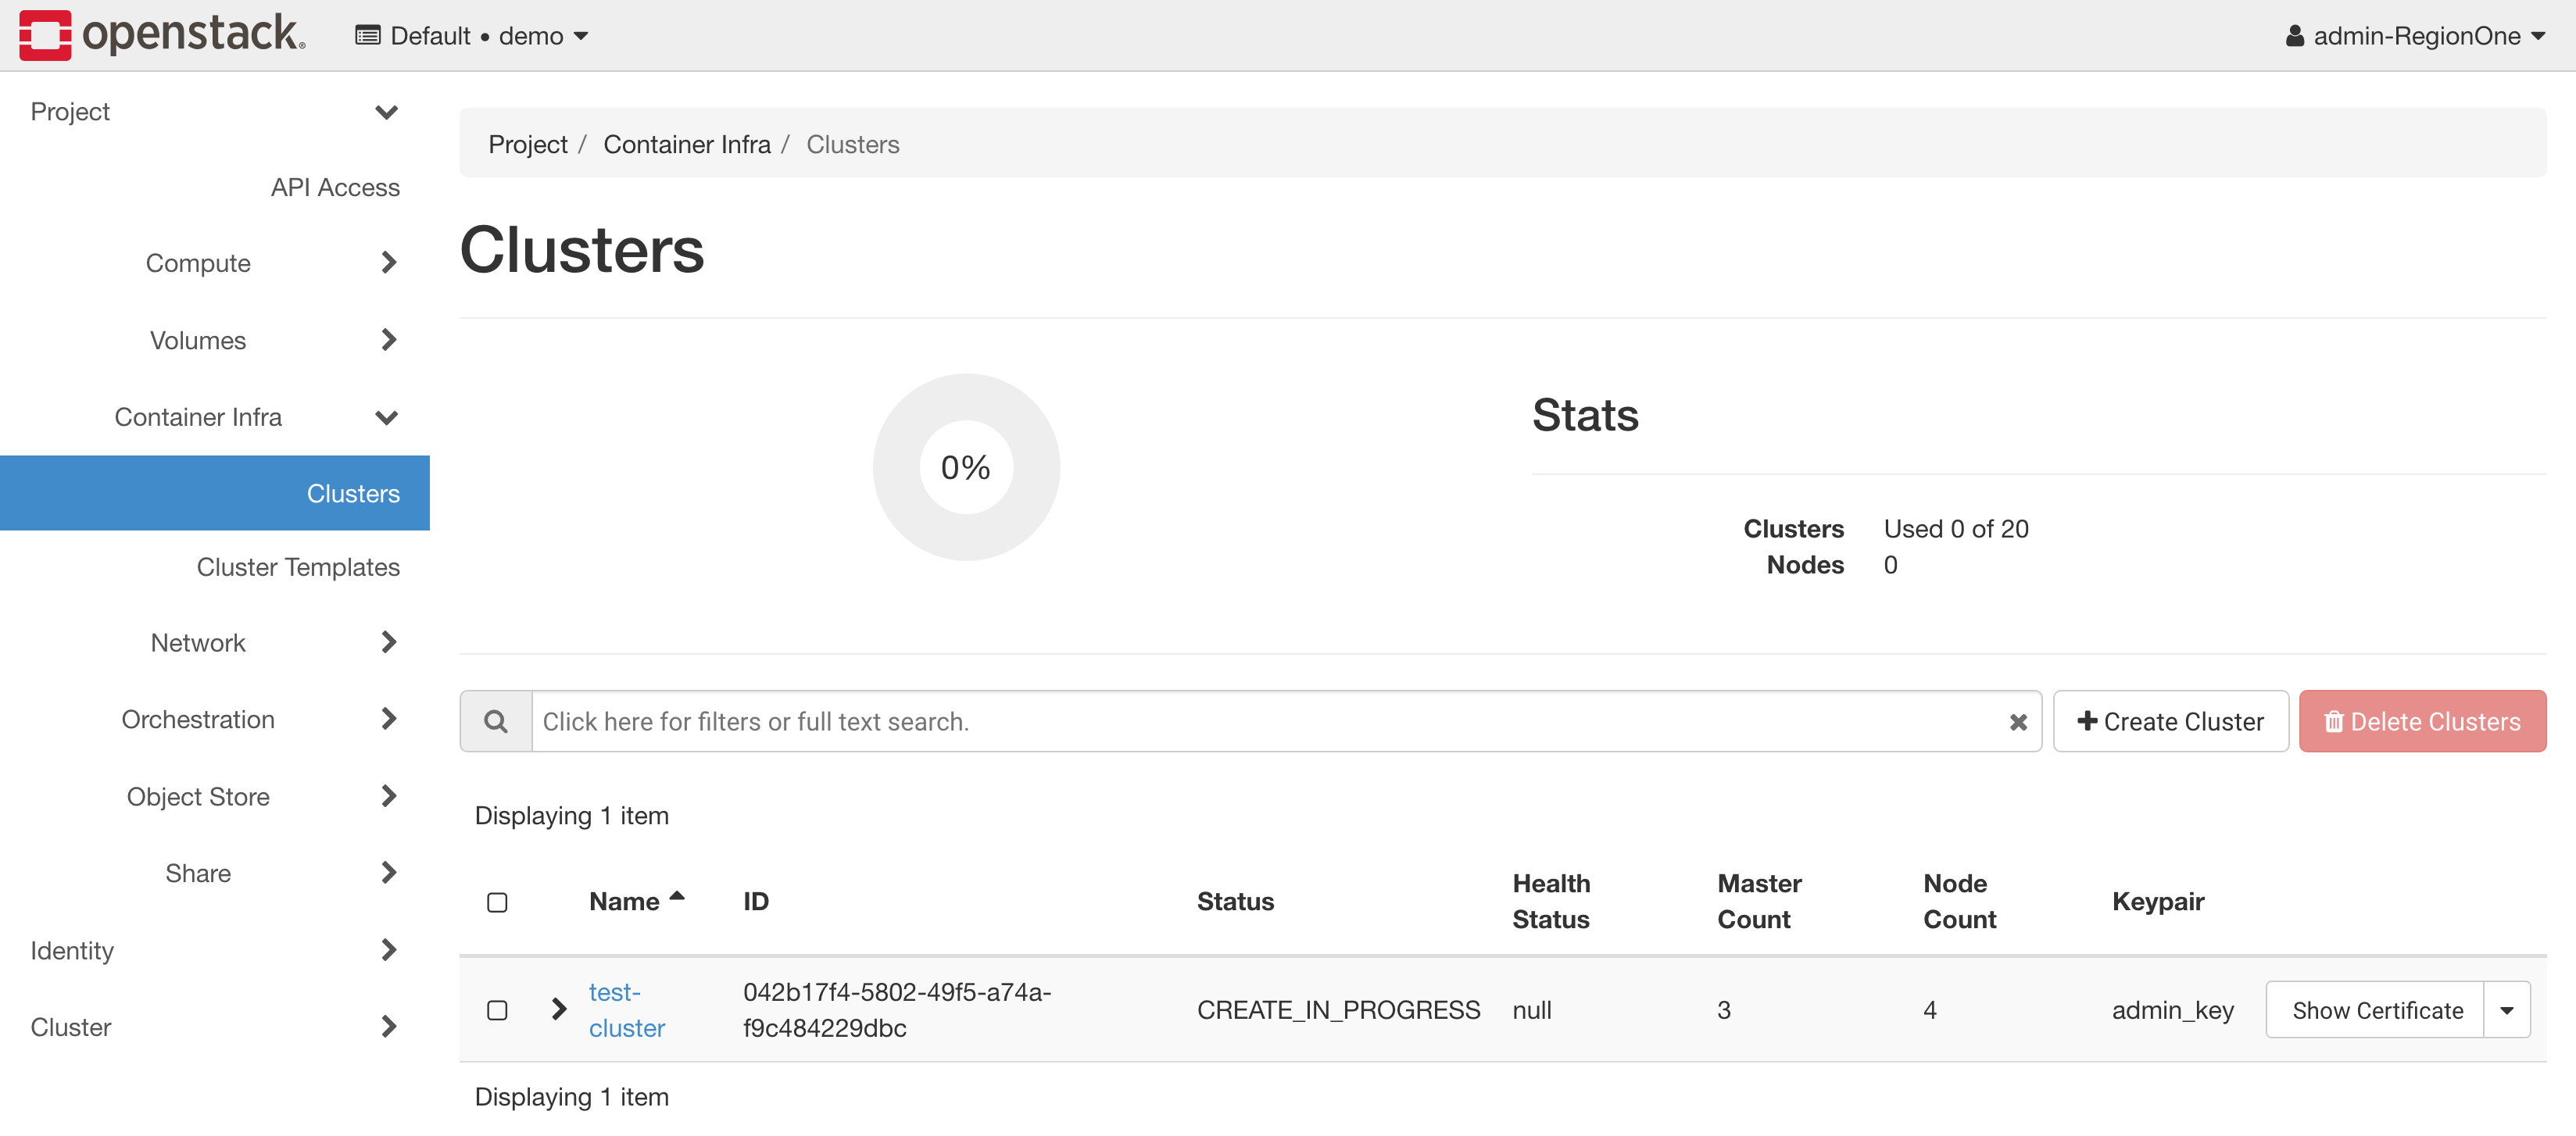 openstack.
Default • demo
admin-RegionOne
Project
API Access
Compute
Volumes
Container Infra
Clusters
Cluster Templates
Network
Orchestration
Object Store
Share
Identity
Cluster
Project / Container Infra / Clusters
Clusters
0%
Stats
Clusters Used 0 of 20
Nodes 0
Click here for filters or full text search.
Create Cluster
Delete Clusters
Displaying 1 item
Name ID Status Health Status Master Count Node Count Keypair
test-cluster 042b17f4-5802-49f5-a74a-f9c484229dbc CREATE_IN_PROGRESS null 3 4 admin_key Show Certificate
Displaying 1 item